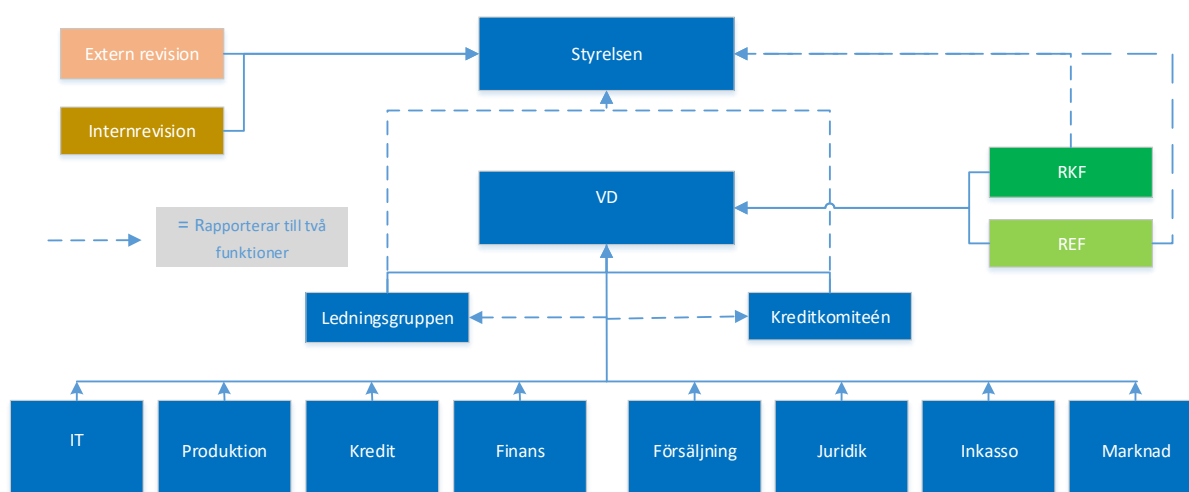 Extern revision
Styrelsen
Internrevision
RKF
VD
= Rapporterar till två
funktioner
REF
Ledningsgruppen
Kreditkomiteén
IT
Produktion
Kredit
Finans
Försäljning
Juridik
Inkasso
Marknad